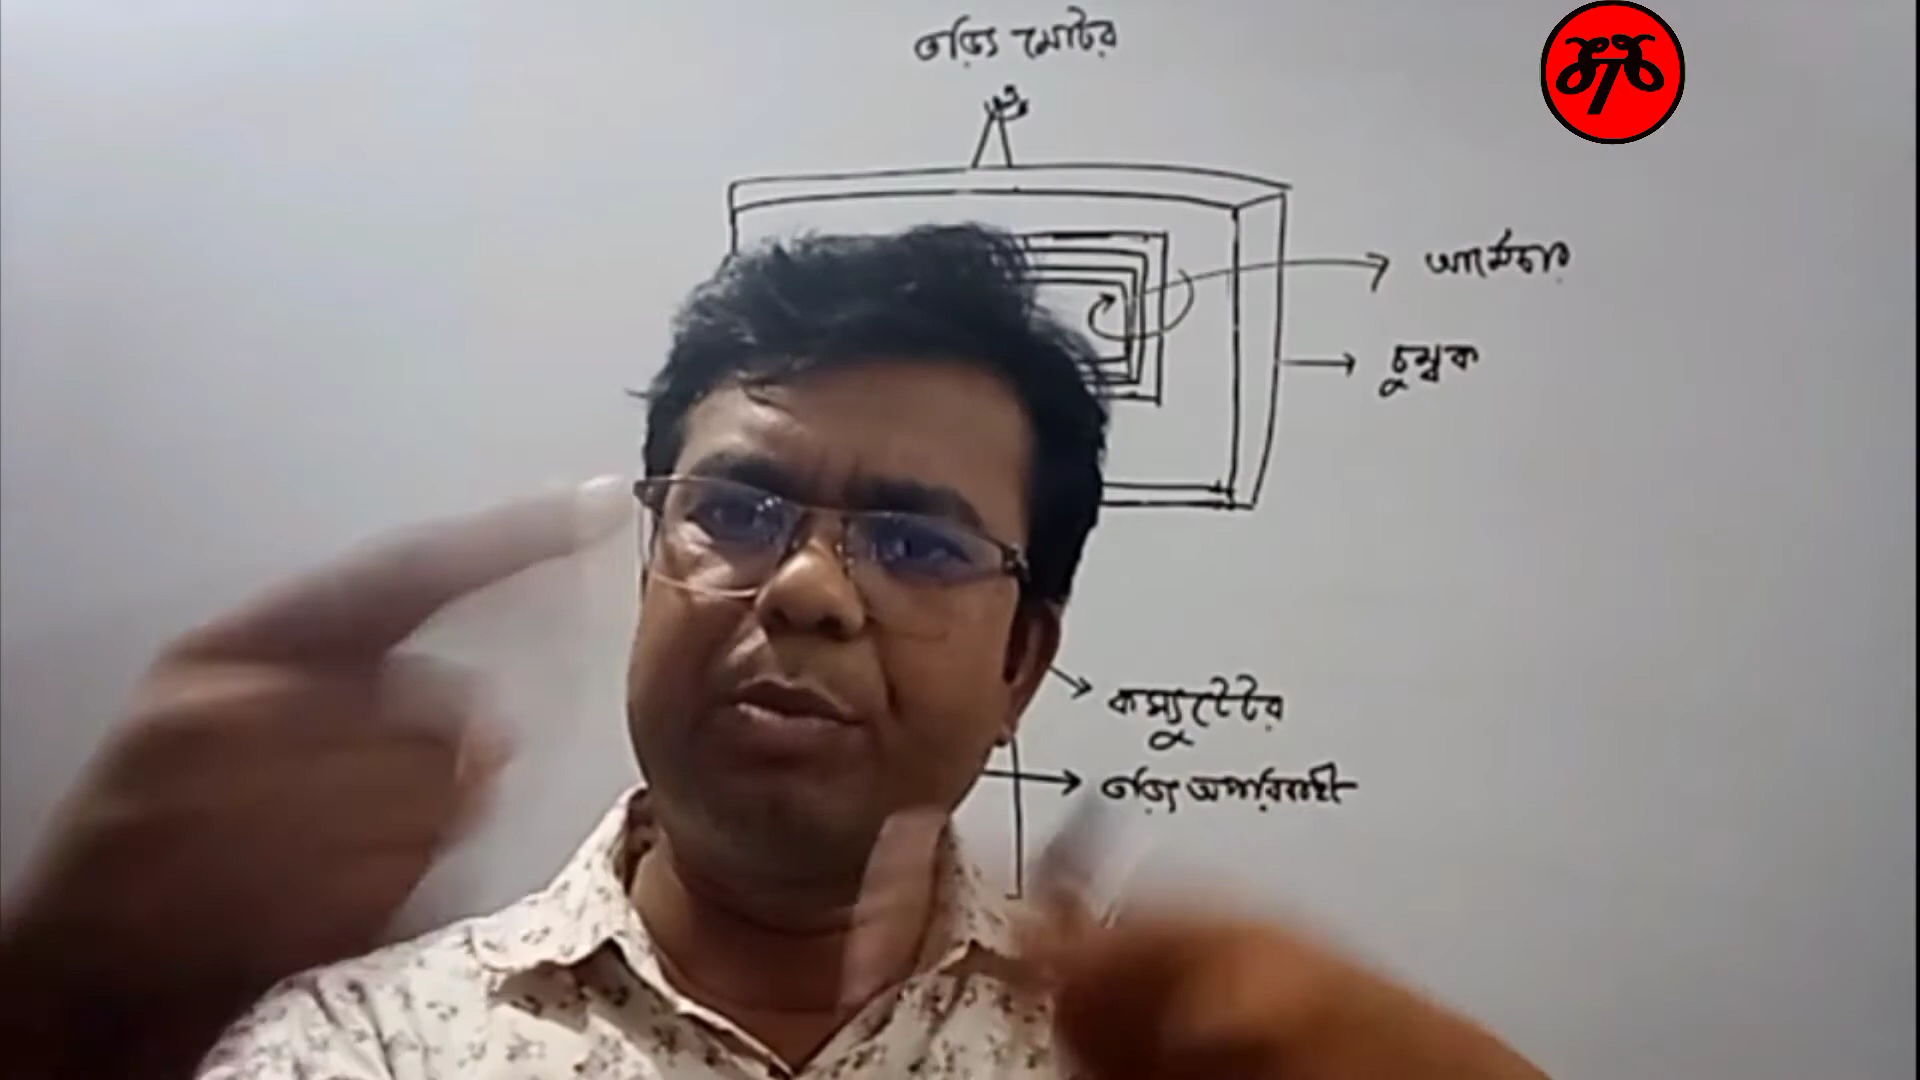 তড়িৎ মোটর
আর্মেচার
চুম্বক
কম্যুটেটর
তড়িৎ অপরিবাহী